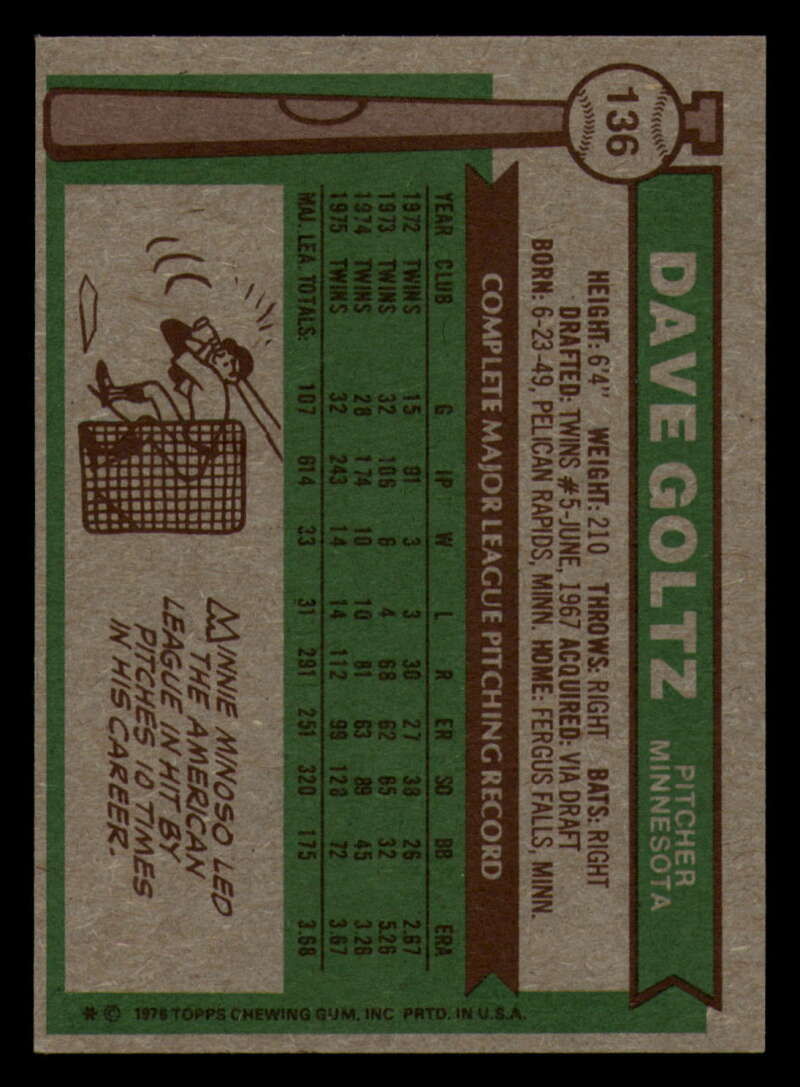 136
DAVE GOLTZ
PITCHER
MINNESOTA
HEIGHT: 6'4" WEIGHT: 210 THROWS: RIGHT BATS: RIGHT
DRAFTED: TWINS #5-JUNE, 1967 ACQUIRED: VIA DRAFT
BORN: 6-23-49, PELICAN RAPIDS, MINN. HOME: FERGUS FALLS, MINN.
COMPLETE MAJOR LEAGUE PITCHING RECORD
YEAR CLUB G IP W L R ER SO BB ERA
1972 TWINS 15 91 3 3 30 27 38 26 2.67
1973 TWINS 32 106 6 4 68 62 65 32 5.26
1974 TWINS 28 174 10 10 81 63 89 45 3.26
1975 TWINS 32 243 14 14 112 99 128 72 3.67
MAJ. LEA. TOTALS: 107 614 33 31 291 251 320 175 3.68
MINNIE MINOSO LED
THE AMERICAN
LEAGUE IN HIT BY
PITCHES 10 TIMES
IN HIS CAREER.
* © 1976 TOPPS CHEWING GUM, INC PRTD. IN U.S.A.